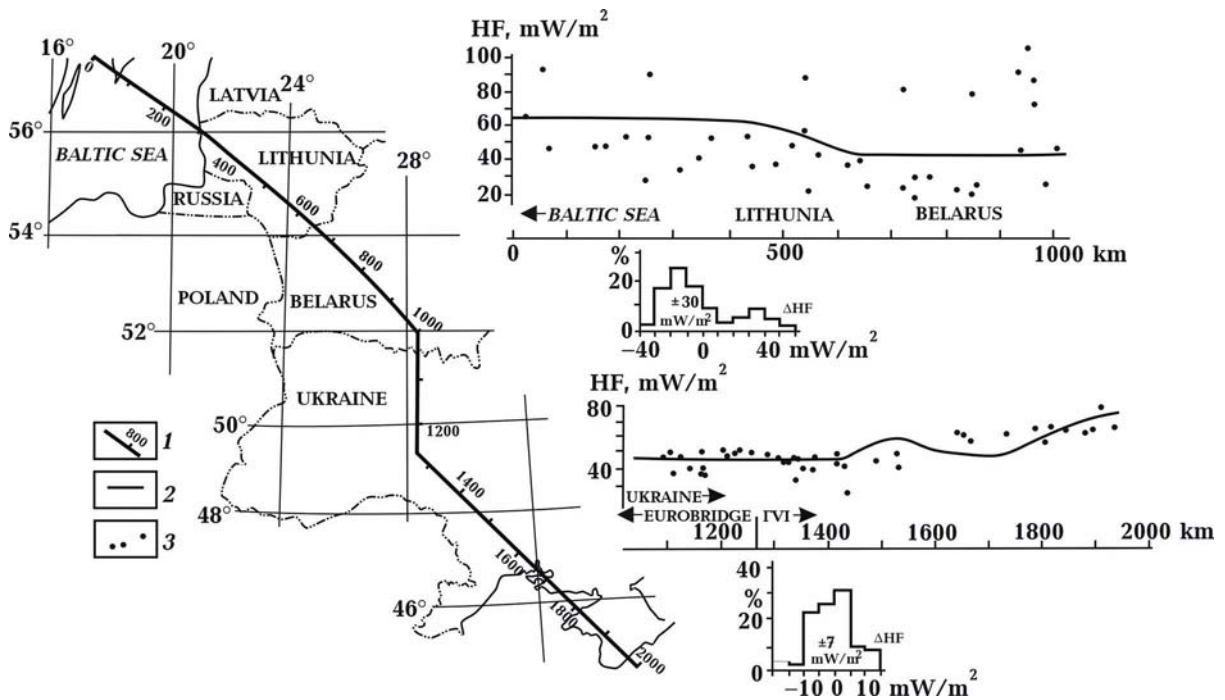 16°
20°
24°
28°
56°
54°
52°
50°
48°
46°
0
200
400
600
800
1000
1200
1400
1600
1800
2000
LATVIA
BALTIC SEA
LITHUNIA
RUSSIA
POLAND
BELARUS
UKRAINE
800
1
2
3
HF, mW/m²
100
80
60
40
20
BALTIC SEA
LITHUNIA
BELARUS
0
500
1000 km
%
20
0
±30
mW/m²
ΔHF
−40
0
40 mW/m²
HF, mW/m²
80
40
UKRAINE
EUROBRIDGE
ГVI
1200
1400
1600
1800
2000 km
40
%
20
0
±7
mW/m²
ΔHF
−10 0 10 mW/m²